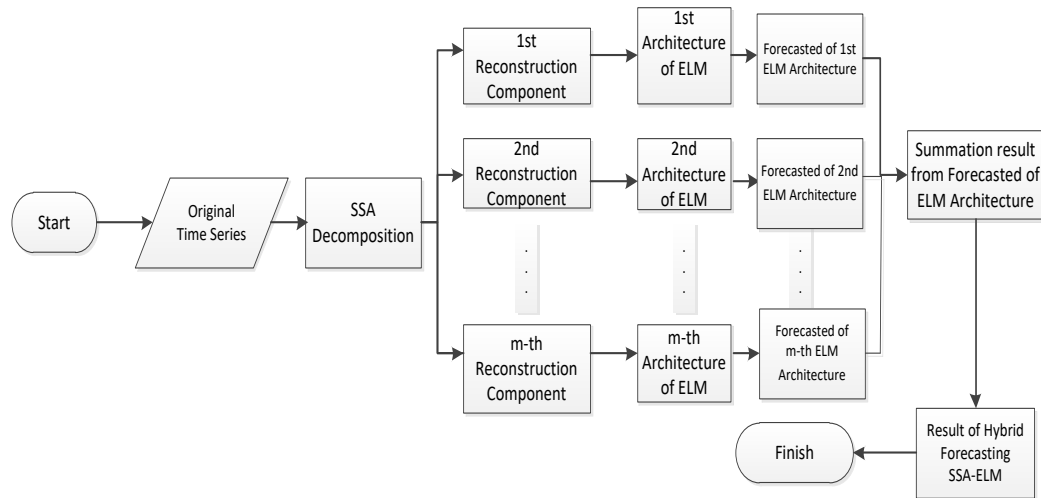 Start
Original
Time Series
SSA
Decomposition
1st
Reconstruction
Component
1st
Architecture
of ELM
Forecasted of 1st
ELM Architecture
2nd
Reconstruction
Component
2nd
Architecture
of ELM
Forecasted of 2nd
ELM Architecture
.
.
.
.
.
.
.
.
.
m-th
Reconstruction
Component
m-th
Architecture
of ELM
Forecasted of
m-th ELM
Architecture
Summation result
from Forecasted of
ELM Architecture
Result of Hybrid
Forecasting
SSA-ELM
Finish